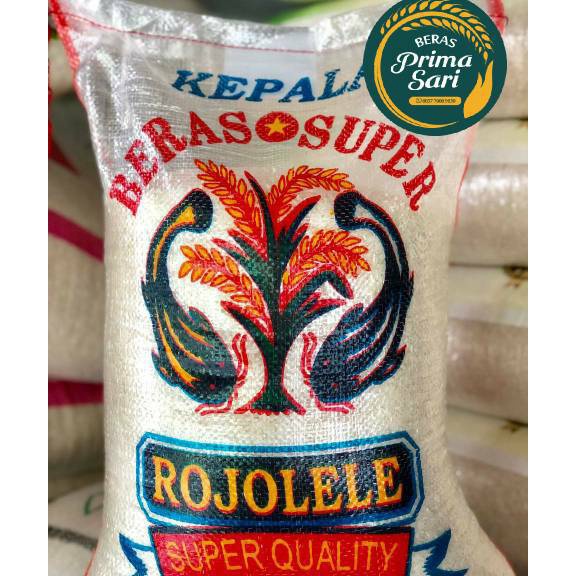 BERAS
Prima
Sari
KEPALA
BERAS SUPER
ROJOLELE
SUPER QUALITY